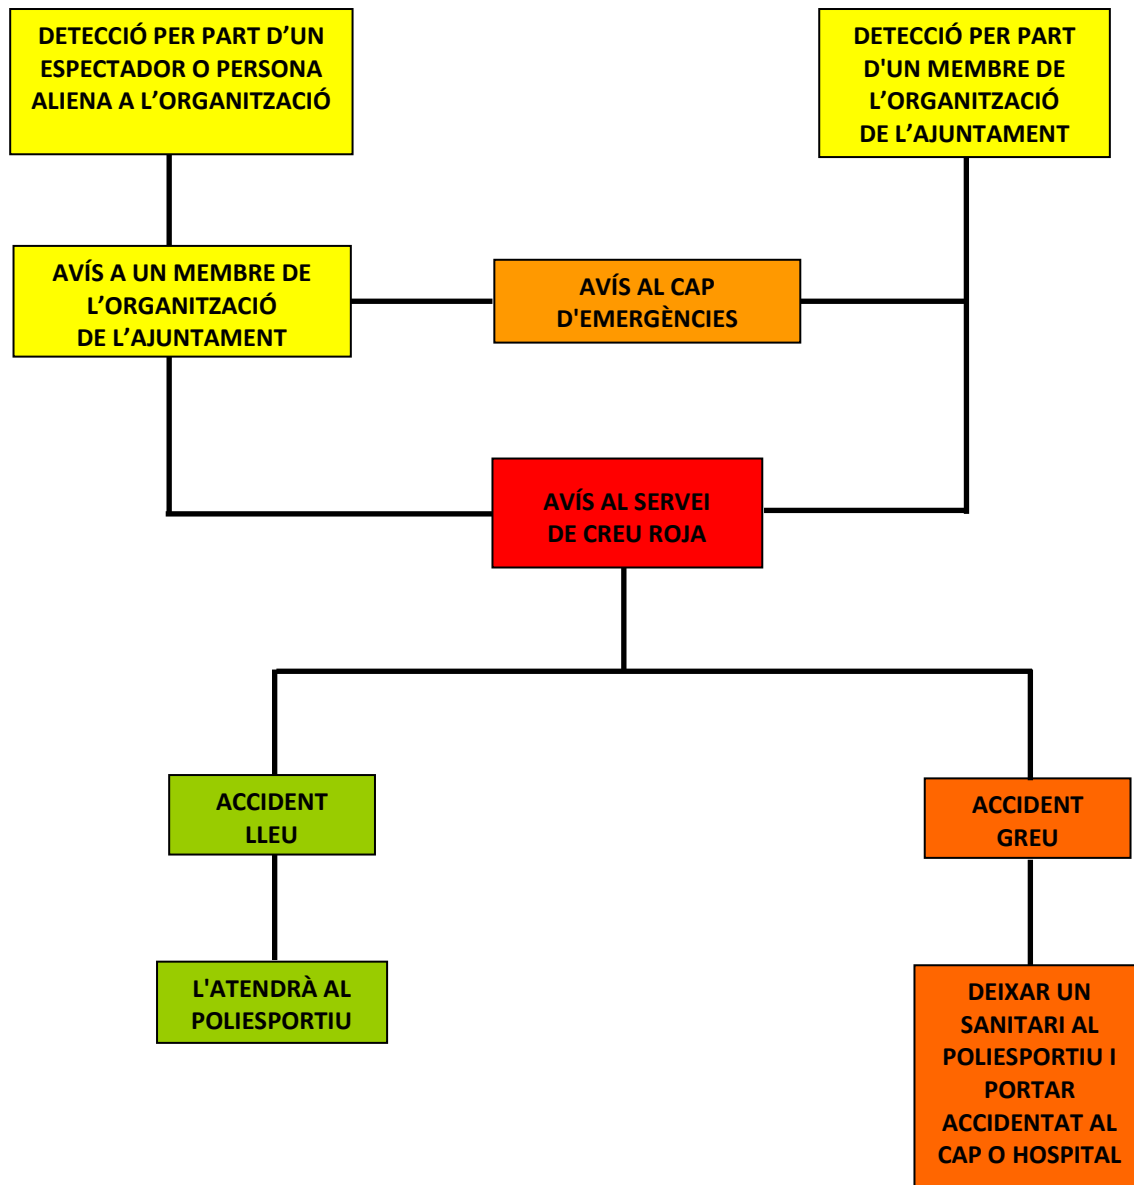 DETECCIÓ PER PART D’UN
ESPECTADOR O PERSONA
ALIENA A L’ORGANITZACIÓ
DETECCIÓ PER PART
D'UN MEMBRE DE
L’ORGANITZACIÓ
DE L’AJUNTAMENT
AVÍS A UN MEMBRE DE
L’ORGANITZACIÓ
DE L’AJUNTAMENT
AVÍS AL CAP
D'EMERGÈNCIES
AVÍS AL SERVEI
DE CREU ROJA
ACCIDENT
LLEU
ACCIDENT
GREU
L'ATENDRÀ AL
POLIESPORTIU
DEIXAR UN
SANITARI AL
POLIESPORTIU I
PORTAR
ACCIDENTAT AL
CAP O HOSPITAL